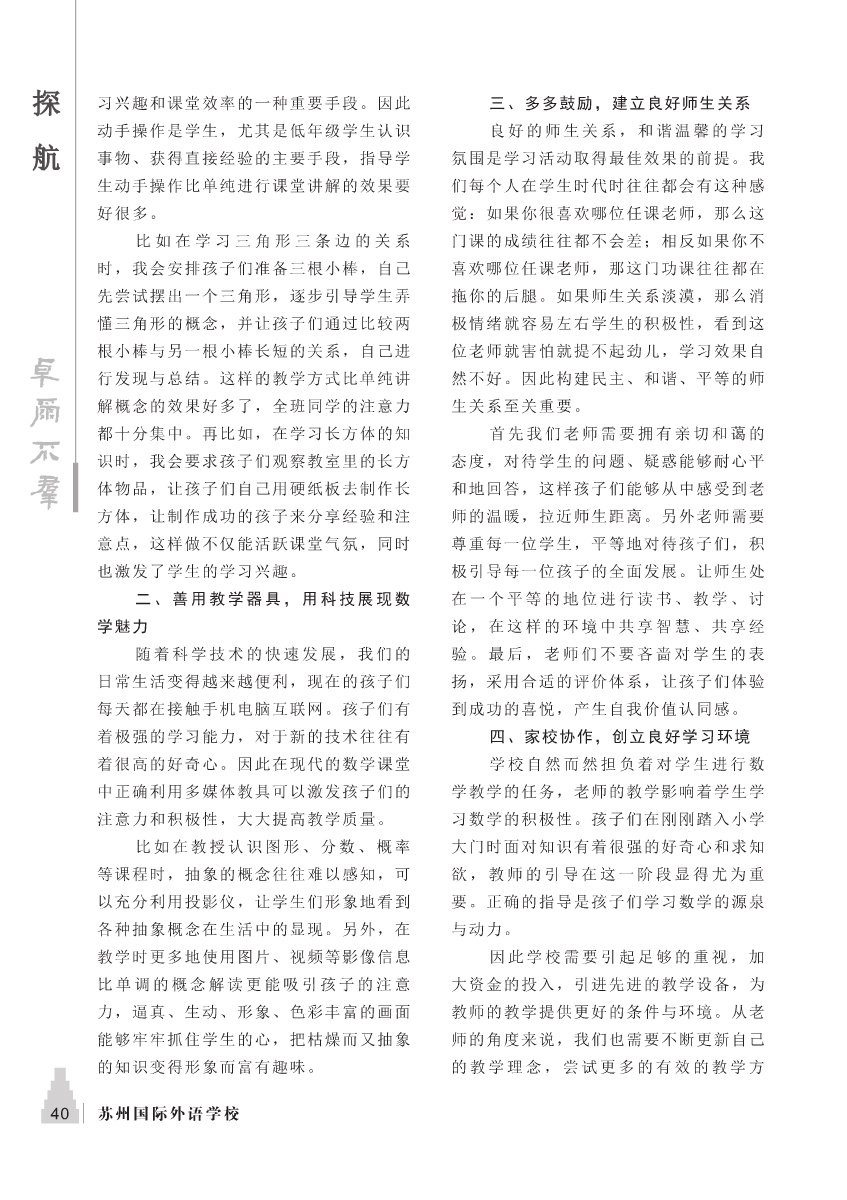 探
航
卓尔不群
习兴趣和课堂效率的一种重要手段。因此
动手操作是学生，尤其是低年级学生认识
事物、获得直接经验的主要手段，指导学
生动手操作比单纯进行课堂讲解的效果要
好很多。
比如在学习三角形三条边的关系
时，我会安排孩子们准备三根小棒，自己
先尝试摆出一个三角形，逐步引导学生弄
懂三角形的概念，并让孩子们通过比较两
根小棒与另一根小棒长短的关系，自己进
行发现与总结。这样的教学方式比单纯讲
解概念的效果好多了，全班同学的注意力
都十分集中。再比如，在学习长方体的知
识时，我会要求孩子们观察教室里的长方
体物品，让孩子们自己用硬纸板去制作长
方体，让制作成功的孩子来分享经验和注
意点，这样做不仅能活跃课堂气氛，同时
也激发了学生的学习兴趣。
二、善用教学器具，用科技展现数
学魅力
随着科学技术的快速发展，我们的
日常生活变得越来越便利，现在的孩子们
每天都在接触手机电脑互联网。孩子们有
着极强的学习能力，对于新的技术往往有
着很高的好奇心。因此在现代的数学课堂
中正确利用多媒体教具可以激发孩子们的
注意力和积极性，大大提高教学质量。
比如在教授认识图形、分数、概率
等课程时，抽象的概念往往难以感知，可
以充分利用投影仪，让学生们形象地看到
各种抽象概念在生活中的显现。另外，在
教学时更多地使用图片、视频等影像信息
比单调的概念解读更能吸引孩子的注意
力，逼真、生动、形象、色彩丰富的画面
能够牢牢抓住学生的心，把枯燥而又抽象
的知识变得形象而富有趣味。
三、多多鼓励，建立良好师生关系
良好的师生关系，和谐温馨的学习
氛围是学习活动取得最佳效果的前提。我
们每个人在学生时代时往往都会有这种感
觉：如果你很喜欢哪位任课老师，那么这
门课的成绩往往都不会差；相反如果你不
喜欢哪位任课老师，那这门功课往往都在
拖你的后腿。如果师生关系淡漠，那么消
极情绪就容易左右学生的积极性，看到这
位老师就害怕就提不起劲儿，学习效果自
然不好。因此构建民主、和谐、平等的师
生关系至关重要。
首先我们老师需要拥有亲切和蔼的
态度，对待学生的问题、疑惑能够耐心平
和地回答，这样孩子们能够从中感受到老
师的温暖，拉近师生距离。另外老师需要
尊重每一位学生，平等地对待孩子们，积
极引导每一位孩子的全面发展。让师生处
在一个平等的地位进行读书、教学、讨
论，在这样的环境中共享智慧、共享经
验。最后，老师们不要吝啬对学生的表
扬，采用合适的评价体系，让孩子们体验
到成功的喜悦，产生自我价值认同感。
四、家校协作，创立良好学习环境
学校自然而然担负着对学生进行数
学教学的任务，老师的教学影响着学生学
习数学的积极性。孩子们在刚刚踏入小学
大门时面对知识有着很强的好奇心和求知
欲，教师的引导在这一阶段显得尤为重
要。正确的指导是孩子们学习数学的源泉
与动力。
因此学校需要引起足够的重视，加
大资金的投入，引进先进的教学设备，为
教师的教学提供更好的条件与环境。从老
师的角度来说，我们也需要不断更新自己
的教学理念，尝试更多的有效的教学方
40 苏州国际外语学校